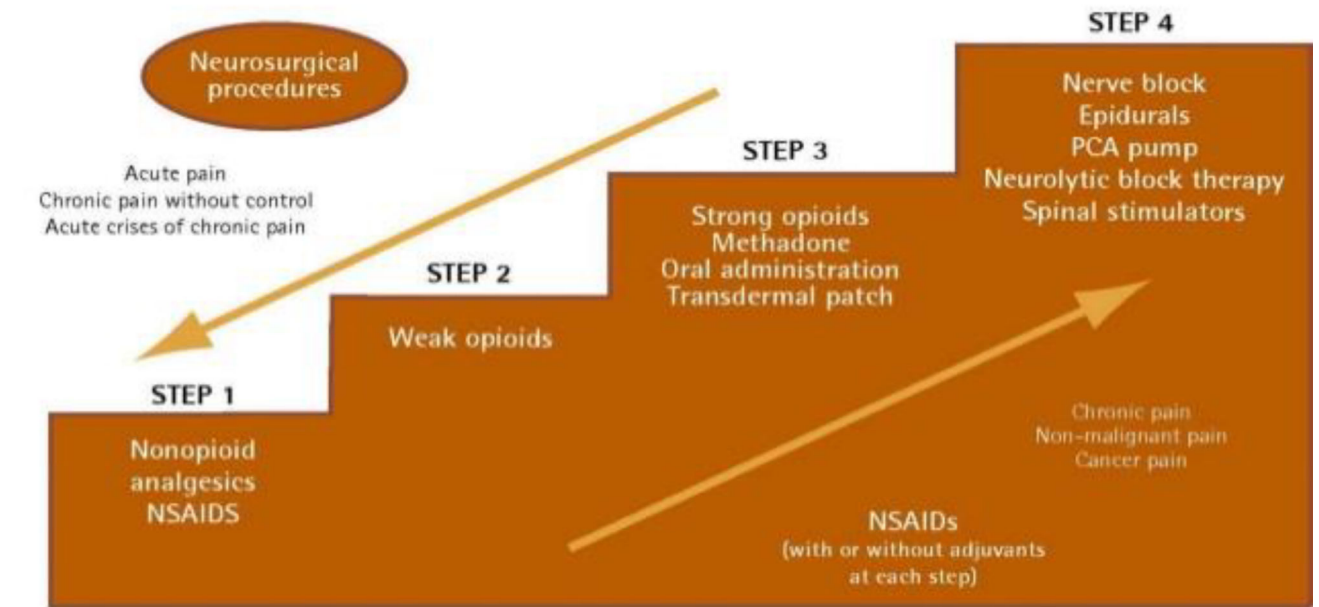 STEP 4
Neurosurgical
procedures
Nerve block
Epidurals
PCA pump
Neurolytic block therapy
Spinal stimulators
STEP 3
Acute pain
Chronic pain without control
Acute crises of chronic pain
Strong opioids
Methadone
Oral administration
Transdermal patch
STEP 2
Weak opioids
STEP 1
Nonopioid
analgesics
NSAIDS
Chronic pain
Non-malignant pain
Cancer pain
NSAIDs
(with or without adjuvants
at each step)